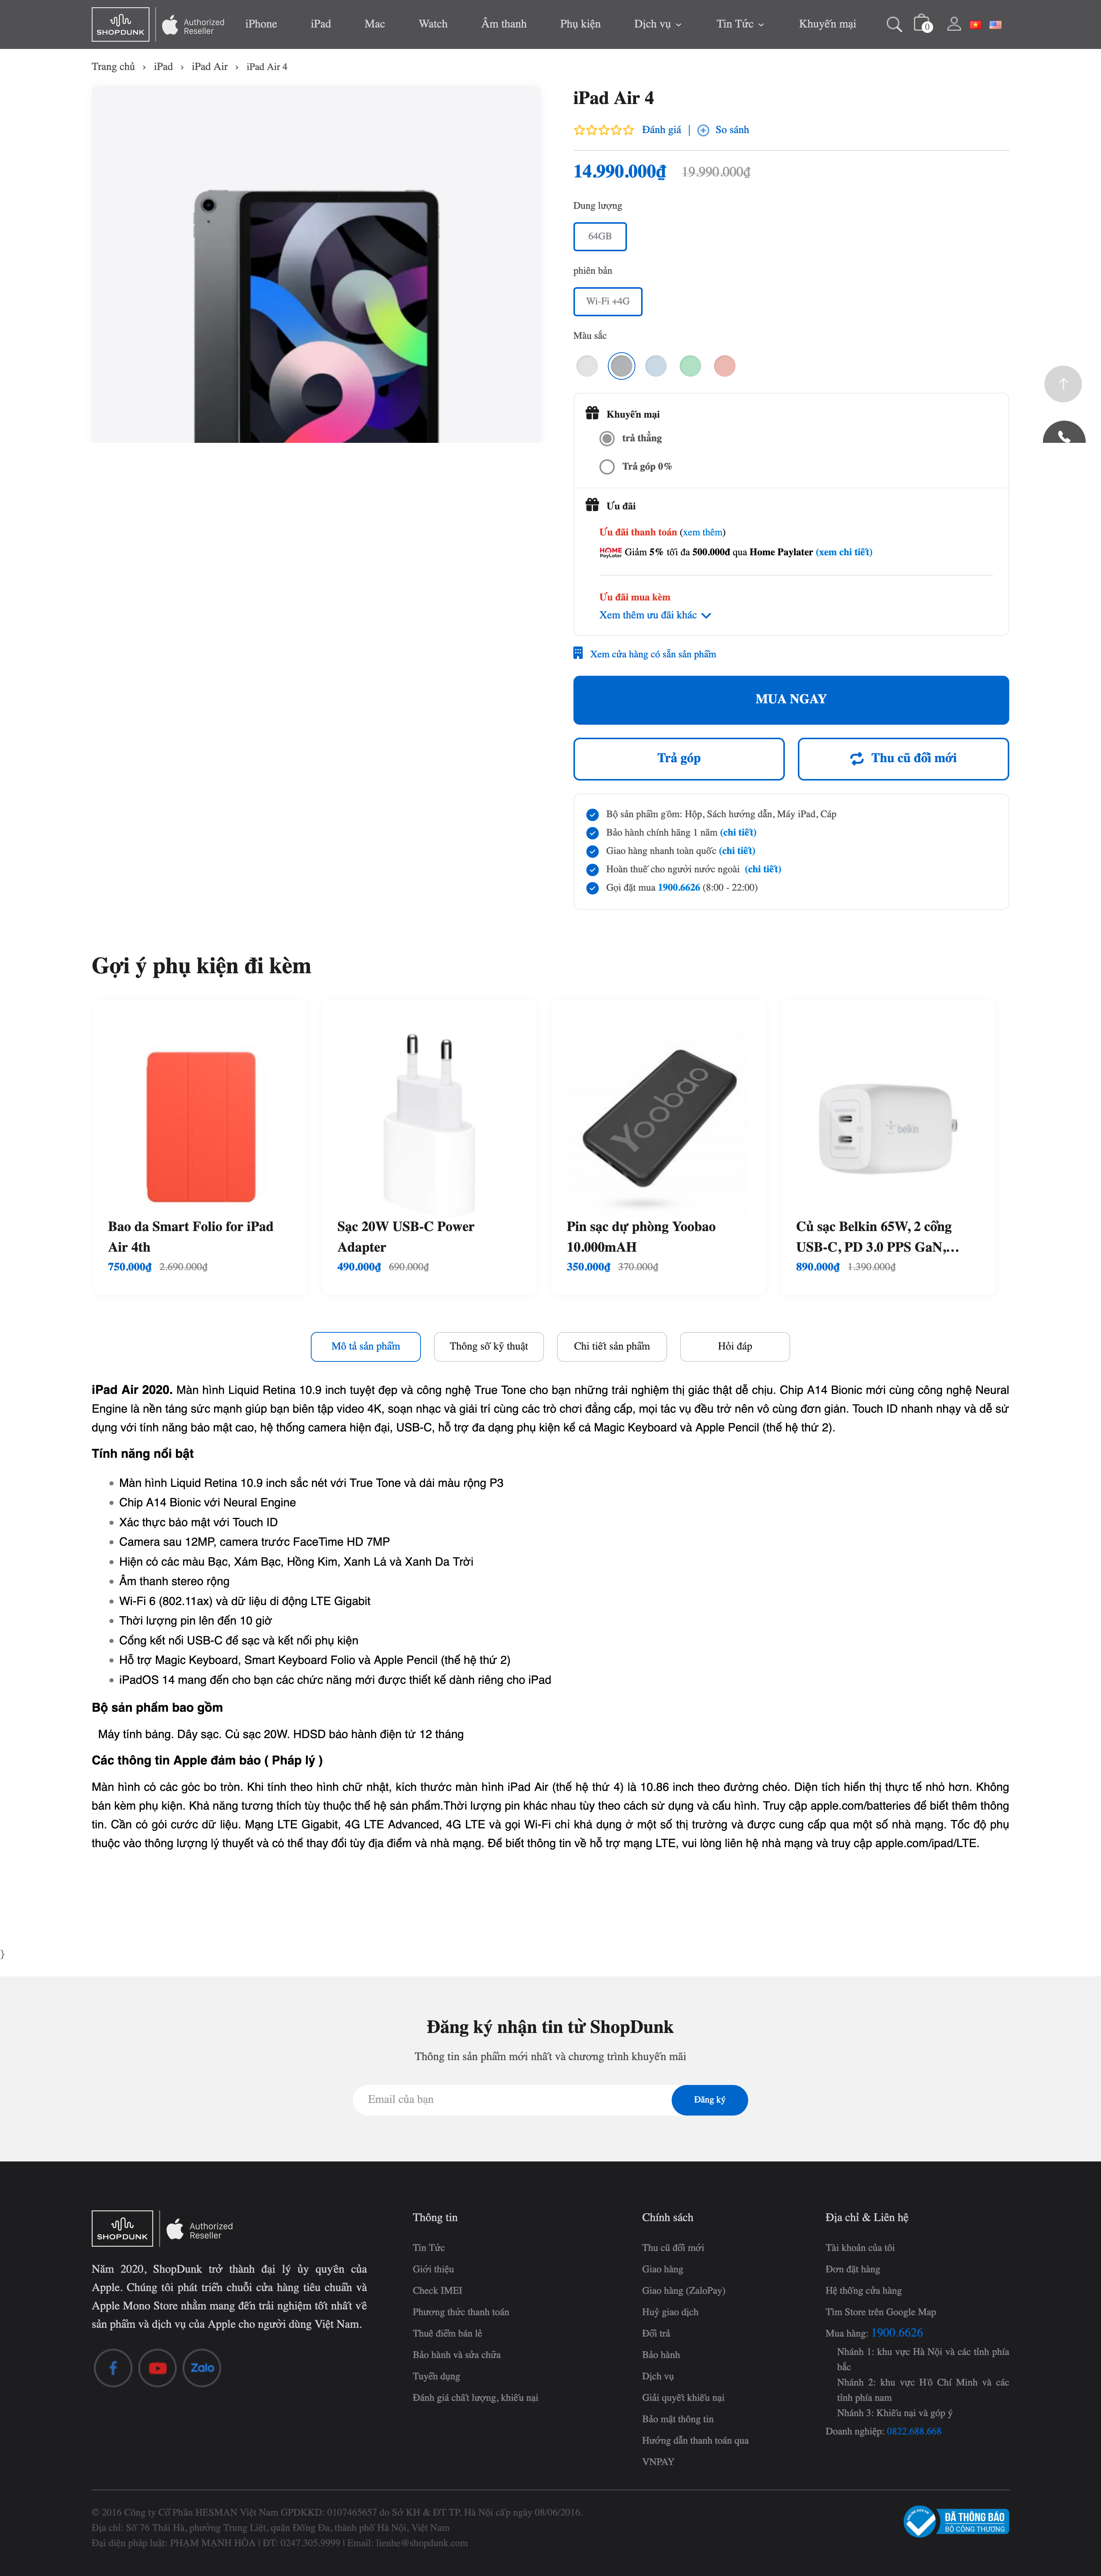 SHOPDUNK
Authorized
Reseller
iPhone iPad Mac Watch Âm thanh Phụ kiện Dịch vụ Tin Tức Khuyến mại
0
Trang chủ › iPad › iPad Air › iPad Air 4
iPad Air 4
Đánh giá | So sánh
14.990.000₫ 19.990.000₫
Dung lượng
64GB
phiên bản
Wi-Fi +4G
Màu sắc
Khuyến mại
trả thẳng
Trả góp 0%
Ưu đãi
Ưu đãi thanh toán (xem thêm)
HOME PayLater Giảm 5% tối đa 500.000đ qua Home Paylater (xem chi tiết)
Ưu đãi mua kèm
Xem thêm ưu đãi khác
Xem cửa hàng có sẵn sản phẩm
MUA NGAY
Trả góp Thu cũ đổi mới
Bộ sản phẩm gồm: Hộp, Sách hướng dẫn, Máy iPad, Cáp
Bảo hành chính hãng 1 năm (chi tiết)
Giao hàng nhanh toàn quốc (chi tiết)
Hoàn thuế cho người nước ngoài (chi tiết)
Gọi đặt mua 1900.6626 (8:00 - 22:00)
Gợi ý phụ kiện đi kèm
Yoobao
belkin
Bao da Smart Folio for iPad
Air 4th
750.000₫ 2.690.000₫
Sạc 20W USB-C Power
Adapter
490.000₫ 690.000₫
Pin sạc dự phòng Yoobao
10.000mAH
350.000₫ 370.000₫
Củ sạc Belkin 65W, 2 cổng
USB-C, PD 3.0 PPS GaN,...
890.000₫ 1.390.000₫
Mô tả sản phẩm Thông số kỹ thuật Chi tiết sản phẩm Hỏi đáp
iPad Air 2020. Màn hình Liquid Retina 10.9 inch tuyệt đẹp và công nghệ True Tone cho bạn những trải nghiệm thị giác thật dễ chịu. Chip A14 Bionic mới cùng công nghệ Neural
Engine là nền tảng sức mạnh giúp bạn biên tập video 4K, soạn nhạc và giải trí cùng các trò chơi đẳng cấp, mọi tác vụ đều trở nên vô cùng đơn giản. Touch ID nhanh nhạy và dễ sử
dụng với tính năng bảo mật cao, hệ thống camera hiện đại, USB-C, hỗ trợ đa dạng phụ kiện kể cả Magic Keyboard và Apple Pencil (thế hệ thứ 2).
Tính năng nổi bật
Màn hình Liquid Retina 10.9 inch sắc nét với True Tone và dải màu rộng P3
Chip A14 Bionic với Neural Engine
Xác thực bảo mật với Touch ID
Camera sau 12MP, camera trước FaceTime HD 7MP
Hiện có các màu Bạc, Xám Bạc, Hồng Kim, Xanh Lá và Xanh Da Trời
Âm thanh stereo rộng
Wi-Fi 6 (802.11ax) và dữ liệu di động LTE Gigabit
Thời lượng pin lên đến 10 giờ
Cổng kết nối USB-C để sạc và kết nối phụ kiện
Hỗ trợ Magic Keyboard, Smart Keyboard Folio và Apple Pencil (thế hệ thứ 2)
iPadOS 14 mang đến cho bạn các chức năng mới được thiết kế dành riêng cho iPad
Bộ sản phẩm bao gồm
Máy tính bảng. Dây sạc. Củ sạc 20W. HDSD bảo hành điện tử 12 tháng
Các thông tin Apple đảm bảo ( Pháp lý )
Màn hình có các góc bo tròn. Khi tính theo hình chữ nhật, kích thước màn hình iPad Air (thế hệ thứ 4) là 10.86 inch theo đường chéo. Diện tích hiển thị thực tế nhỏ hơn. Không
bán kèm phụ kiện. Khả năng tương thích tùy thuộc thế hệ sản phẩm.Thời lượng pin khác nhau tùy theo cách sử dụng và cấu hình. Truy cập apple.com/batteries để biết thêm thông
tin. Cần có gói cước dữ liệu. Mạng LTE Gigabit, 4G LTE Advanced, 4G LTE và gọi Wi-Fi chỉ khả dụng ở một số thị trường và được cung cấp qua một số nhà mạng. Tốc độ phụ
thuộc vào thông lượng lý thuyết và có thể thay đổi tùy địa điểm và nhà mạng. Để biết thông tin về hỗ trợ mạng LTE, vui lòng liên hệ nhà mạng và truy cập apple.com/ipad/LTE.
}
Đăng ký nhận tin từ ShopDunk
Thông tin sản phẩm mới nhất và chương trình khuyến mãi
Email của bạn
Đăng ký
SHOPDUNK
Authorized
Reseller
Năm 2020, ShopDunk trở thành đại lý ủy quyền của
Apple. Chúng tôi phát triển chuỗi cửa hàng tiêu chuẩn và
Apple Mono Store nhằm mang đến trải nghiệm tốt nhất về
sản phẩm và dịch vụ của Apple cho người dùng Việt Nam.
f
Zalo
Thông tin
Tin Tức
Giới thiệu
Check IMEI
Phương thức thanh toán
Thuê điểm bán lẻ
Bảo hành và sửa chữa
Tuyển dụng
Đánh giá chất lượng, khiếu nại
Chính sách
Thu cũ đổi mới
Giao hàng
Giao hàng (ZaloPay)
Huỷ giao dịch
Đổi trả
Bảo hành
Dịch vụ
Giải quyết khiếu nại
Bảo mật thông tin
Hướng dẫn thanh toán qua
VNPAY
Địa chỉ & Liên hệ
Tài khoản của tôi
Đơn đặt hàng
Hệ thống cửa hàng
Tìm Store trên Google Map
Mua hàng: 1900.6626
Nhánh 1: khu vực Hà Nội và các tỉnh phía
bắc
Nhánh 2: khu vực Hồ Chí Minh và các
tỉnh phía nam
Nhánh 3: Khiếu nại và góp ý
Doanh nghiệp: 0822.688.668
© 2016 Công ty Cổ Phần HESMAN Việt Nam GPDKKD: 0107465657 do Sở KH & ĐT TP. Hà Nội cấp ngày 08/06/2016.
Địa chỉ: Số 76 Thái Hà, phường Trung Liệt, quận Đống Đa, thành phố Hà Nội, Việt Nam
Đại diện pháp luật: PHẠM MẠNH HÒA | ĐT: 0247.305.9999 | Email: lienhe@shopdunk.com
ĐÃ THÔNG BÁO
BỘ CÔNG THƯƠNG